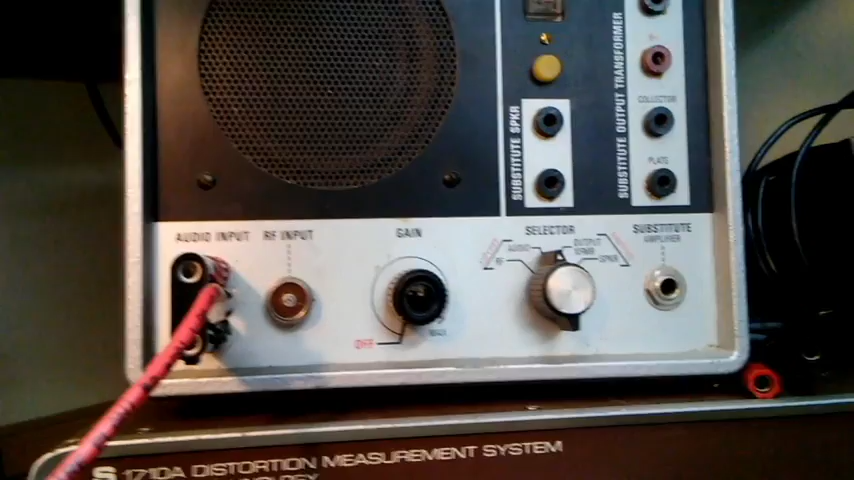 SUBSTITUTE SPKR
SUBSTITUTE OUTPUT TRANSFORMER
B+
COLLECTOR
PLATE
AUDIO INPUT
RF INPUT
GAIN
OFF
MAX
SELECTOR
AUDIO
RF
OUTPUT
XFMR
SPKR
SUBSTITUTE
AMPLIFIER
S 1710A DISTORTION MEASUREMENT SYSTEM